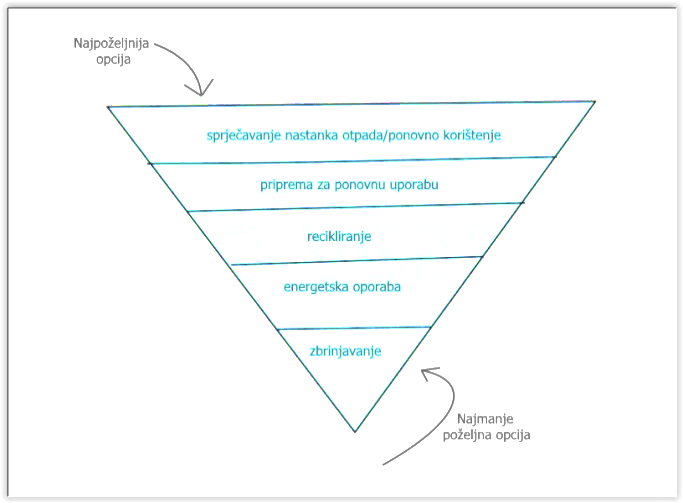 Najpoželjnija
opcija
sprječavanje nastanka otpada/ponovno korištenje
priprema za ponovnu uporabu
recikliranje
energetska oporaba
zbrinjavanje
Najmanje
poželjna opcija